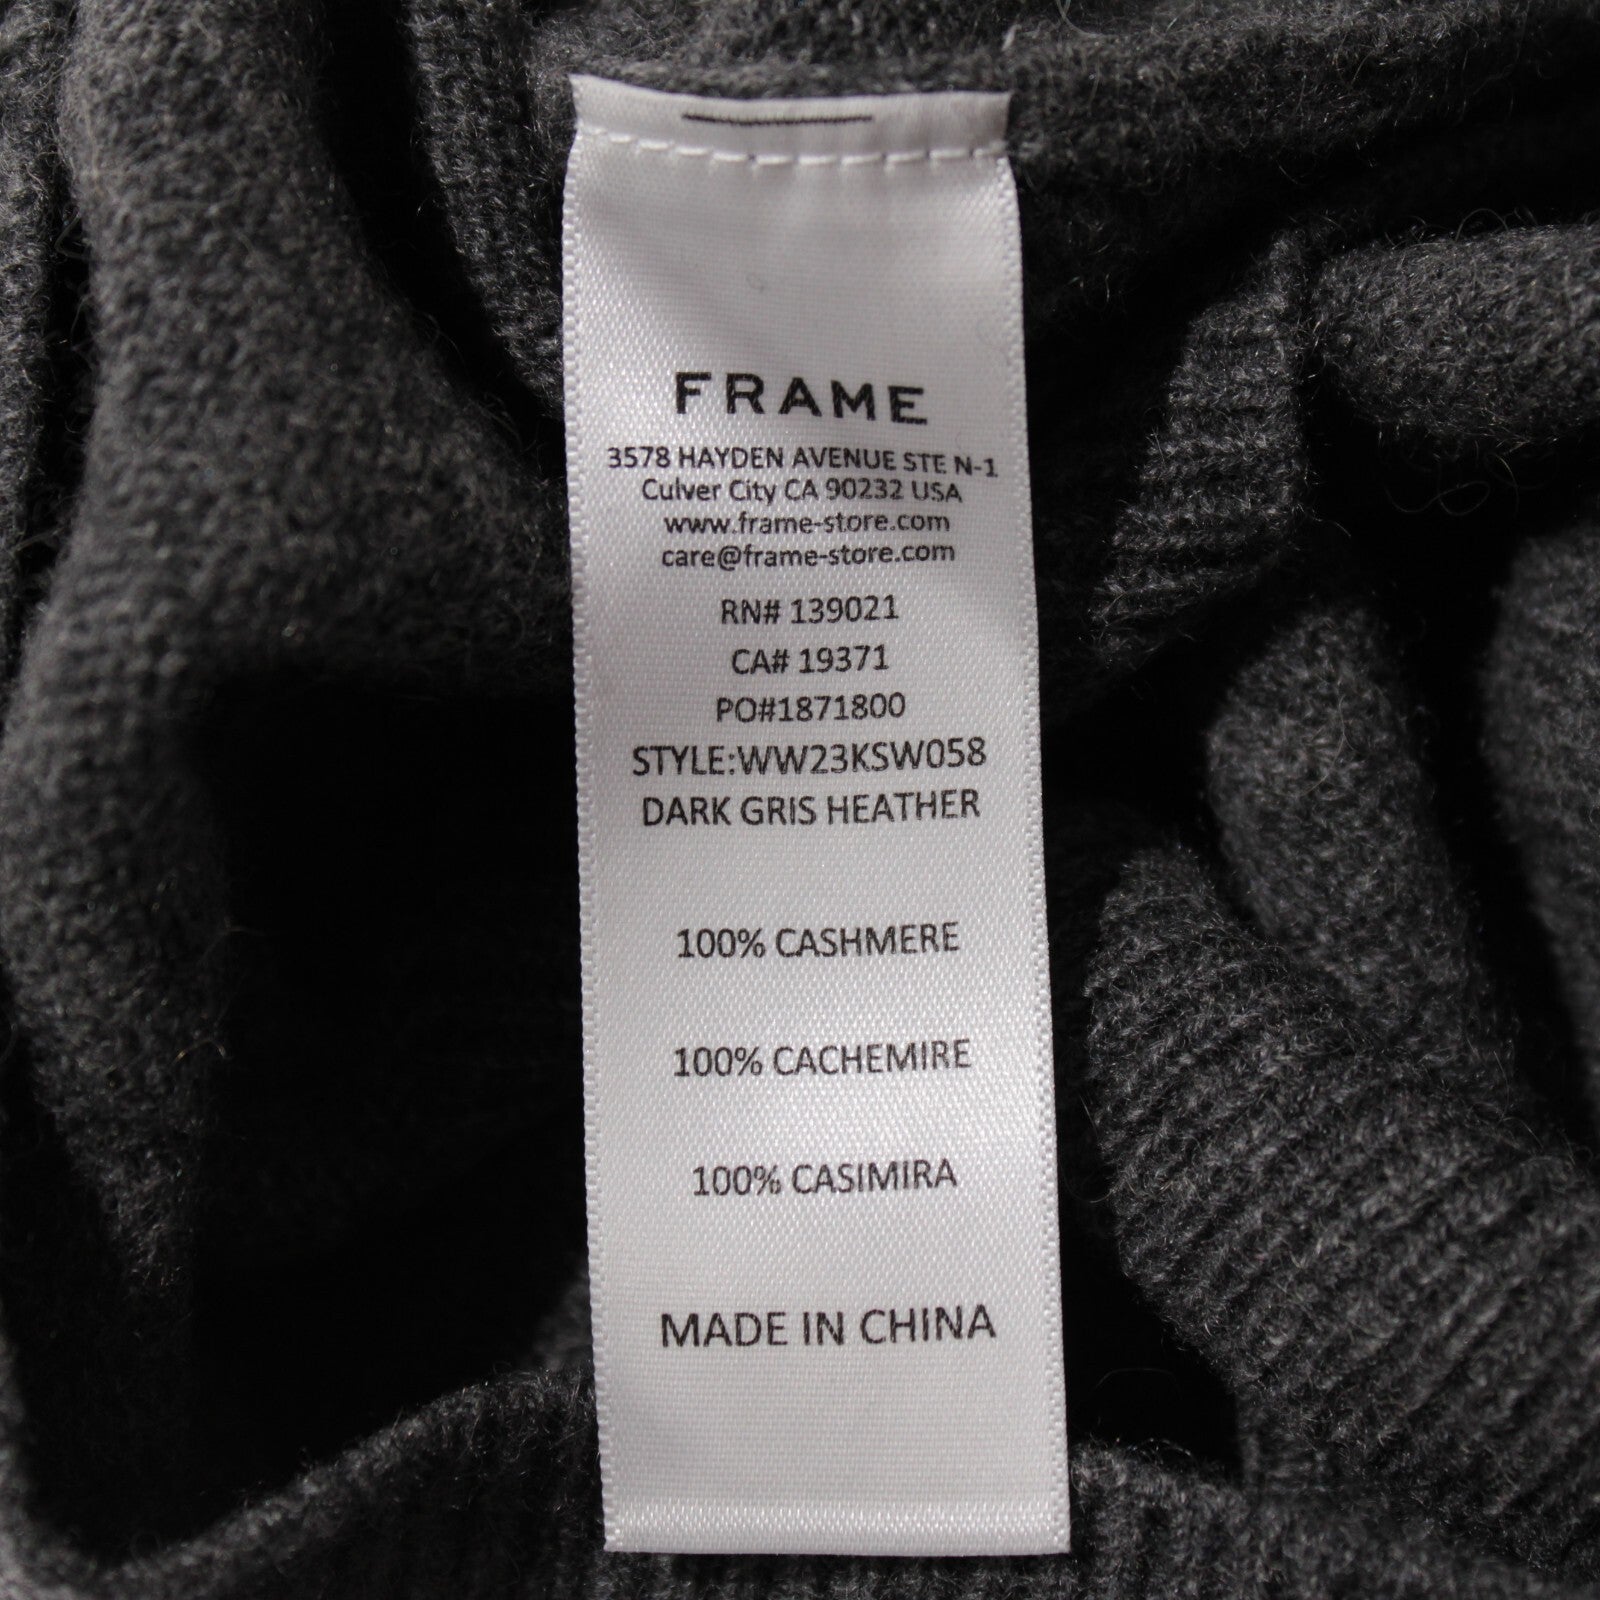 FRAME
3578 HAYDEN AVENUE STE N-1
Culver City CA 90232 USA
www.frame-store.com
care@frame-store.com
RN# 139021
CA# 19371
PO#1871800
STYLE:WW23KSW058
DARK GRIS HEATHER
100% CASHMERE
100% CACHEMIRE
100% CASIMIRA
MADE IN CHINA